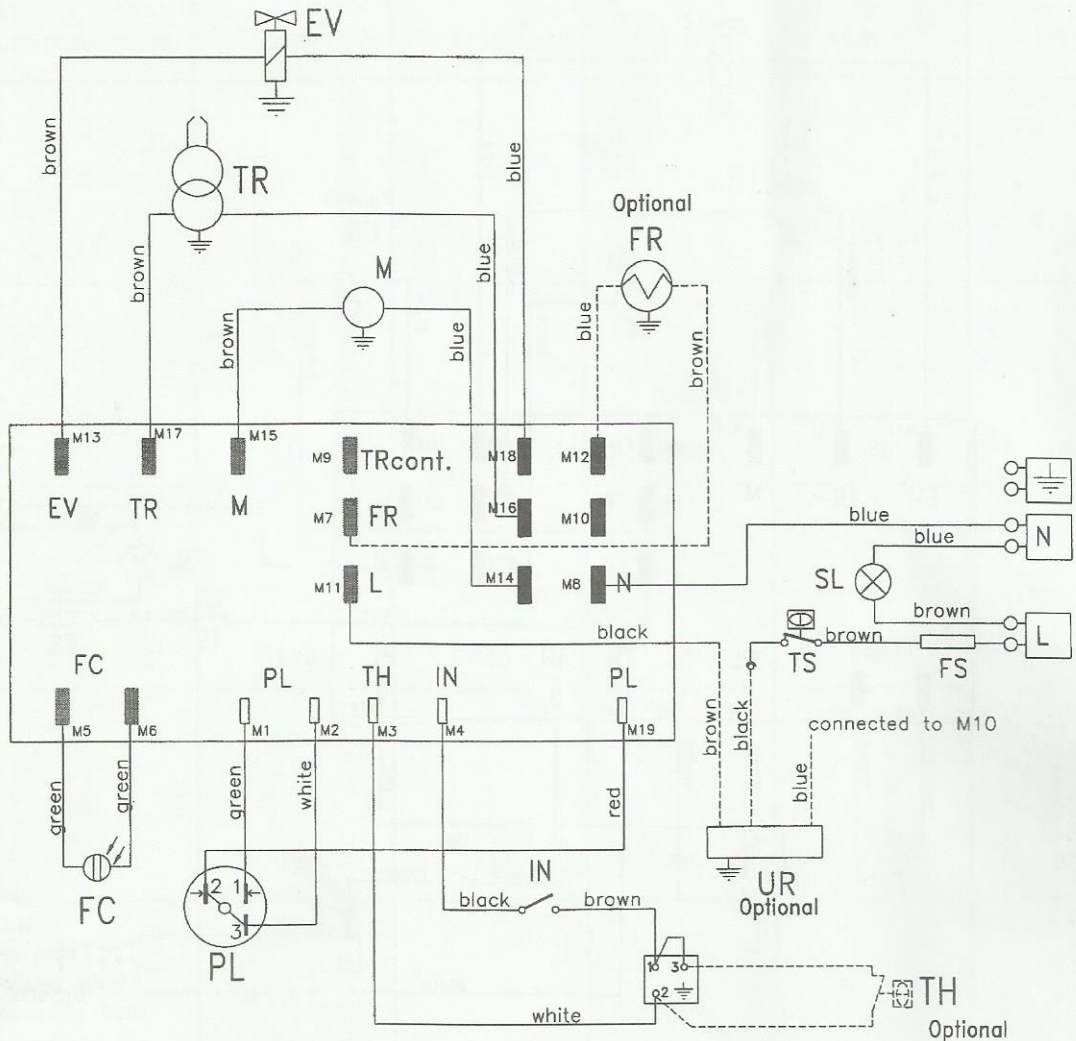 EV
brown
blue
TR
brown
blue
Optional
FR
M
brown
blue
blue
brown
M13
M17
M15
M9
TRcont.
M18
M12
EV
TR
M
M7
FR
M16
M10
M11
L
M14
M8
N
blue
blue
N
SL
brown
L
black
TS
brown
FS
FC
PL
TH
IN
PL
M5
M6
M1
M2
M3
M4
M19
green
green
green
white
red
brown
black
blue
connected to M10
FC
2
1
3
PL
IN
black
brown
UR
Optional
1
3
2
white
TH
Optional